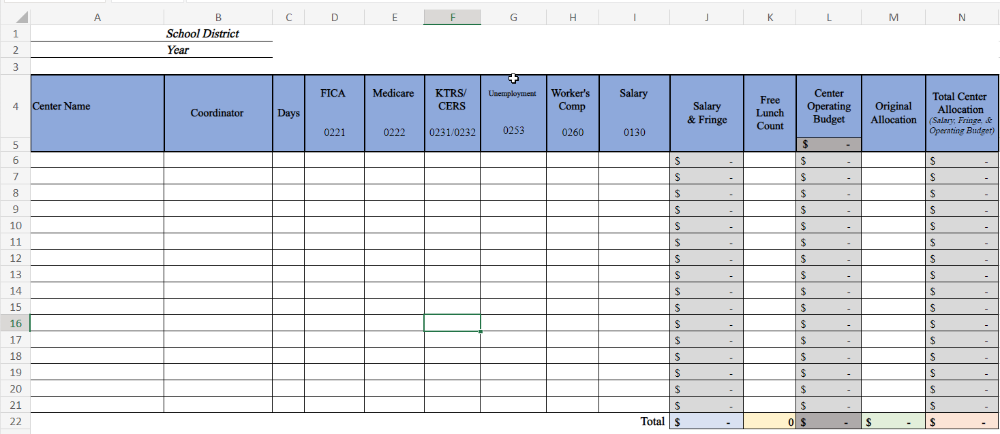 A B C D E F G H I J K L M N
1 School District
2 Year
3
4 Center Name Coordinator Days FICA 0221 Medicare 0222 KTRS/ CERS 0231/0232 Unemployment 0253 Worker's Comp 0260 Salary 0130 Salary & Fringe Free Lunch Count Center Operating Budget Original Allocation Total Center Allocation (Salary, Fringe, & Operating Budget)
5 $ -
6 $ - $ - $ -
7 $ - $ - $ -
8 $ - $ - $ -
9 $ - $ - $ -
10 $ - $ - $ -
11 $ - $ - $ -
12 $ - $ - $ -
13 $ - $ - $ -
14 $ - $ - $ -
15 $ - $ - $ -
16 $ - $ - $ -
17 $ - $ - $ -
18 $ - $ - $ -
19 $ - $ - $ -
20 $ - $ - $ -
21 $ - $ - $ -
22 Total $ - 0 $ - $ - $ -